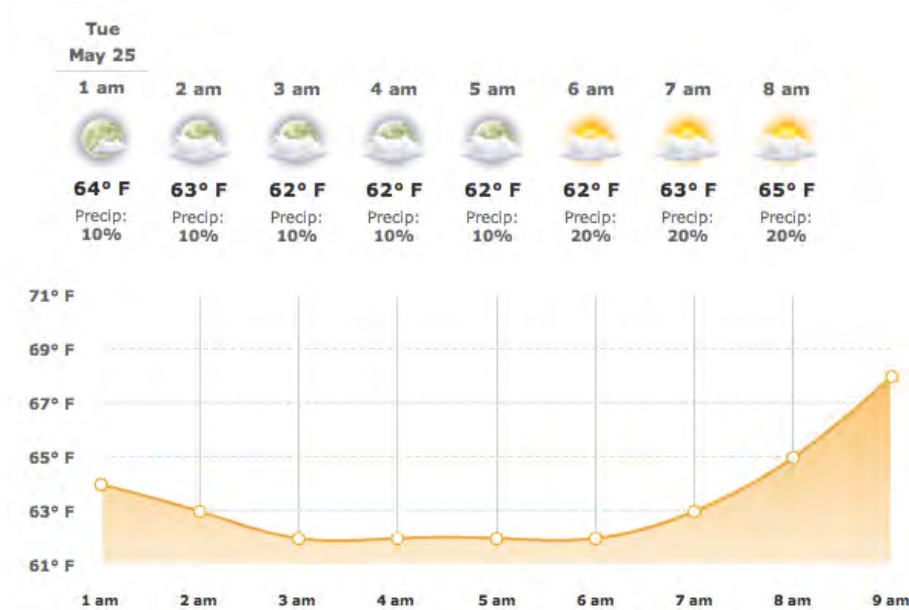 Tue
May 25
1 am 2 am 3 am 4 am 5 am 6 am 7 am 8 am
64° F 63° F 62° F 62° F 62° F 62° F 63° F 65° F
Precip: Precip: Precip: Precip: Precip: Precip: Precip: Precip:
10% 10% 10% 10% 10% 20% 20% 20%
71° F
69° F
67° F
65° F
63° F
61° F
1 am 2 am 3 am 4 am 5 am 6 am 7 am 8 am 9 am